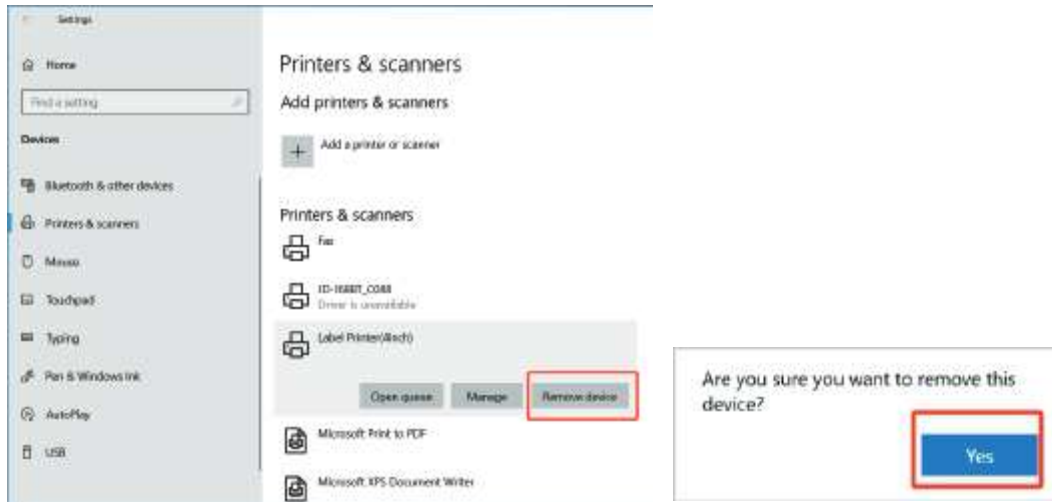 Settings
Home
Find a setting
Devices
Bluetooth & other devices
Printers & scanners
Mouse
Touchpad
Typing
Pen & Windows Ink
AutoPlay
USB
Printers & scanners
Add printers & scanners
Add a printer or scanner
Printers & scanners
Fax
Driver is unavailable
Label Printer(4inch)
Open queue Manage Remove device
Microsoft Print to PDF
Microsoft XPS Document Writer
Are you sure you want to remove this
device?
Yes